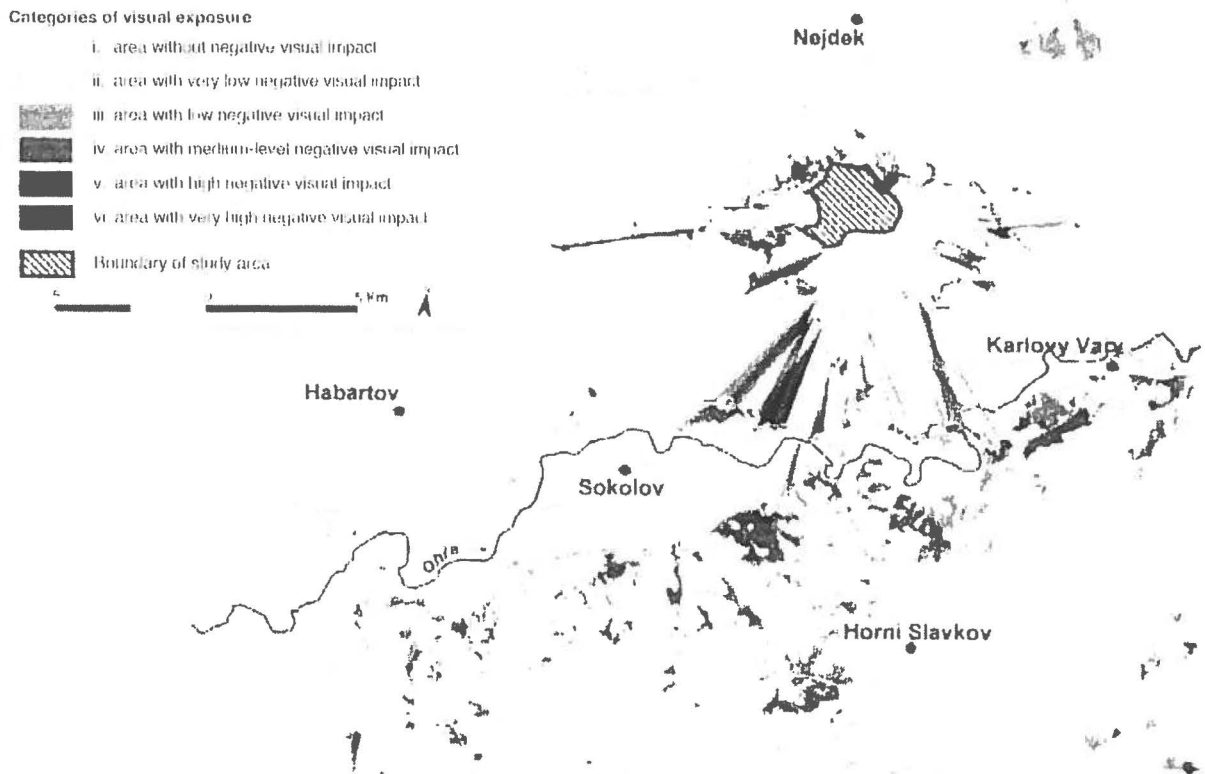 Categories of visual exposure
i. area without negative visual impact
ii. area with very low negative visual impact
iii. area with low negative visual impact
iv. area with medium-level negative visual impact
v. area with high negative visual impact
vi. area with very high negative visual impact
Boundary of study area
5 0 5 Km
Nejdek
Karlovy Vary
Habartov
Sokolov
Ohře
Horni Slavkov